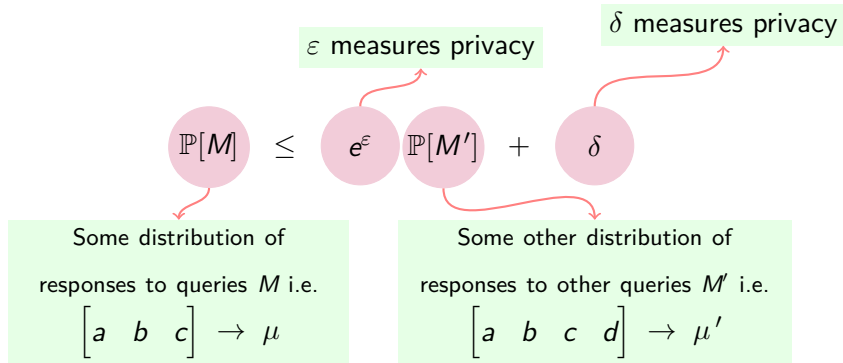 δ measures privacy
ε measures privacy
ℙ[M] ≤ e^ε ℙ[M′] + δ
Some distribution of
responses to queries M i.e.
[a b c] → μ
Some other distribution of
responses to other queries M′ i.e.
[a b c d] → μ′